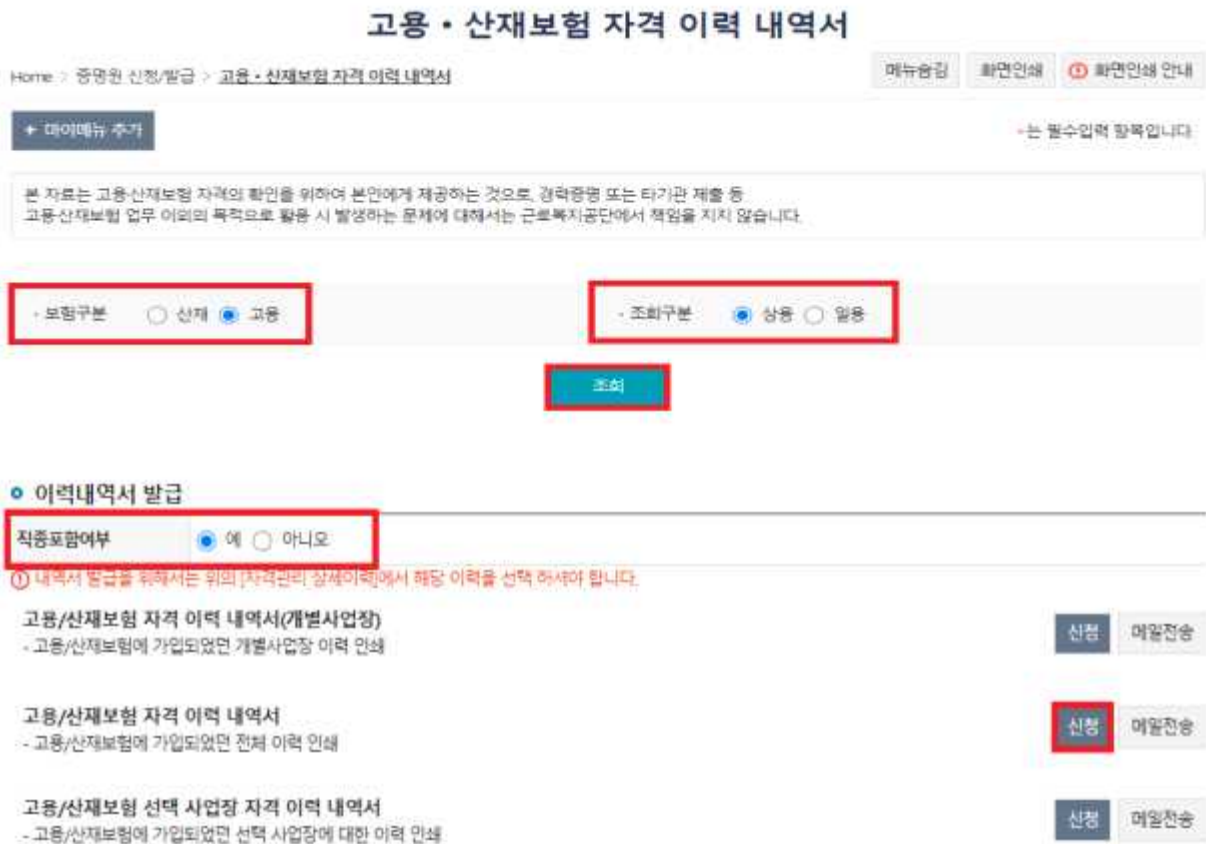 고용・산재보험 자격 이력 내역서
Home > 증명원 신청/발급 > 고용・산재보험 자격 이력 내역서
메뉴숨김 화면인쇄 화면인쇄 안내
+ 마이메뉴 추가
*는 필수입력 항목입니다
본 자료는 고용·산재보험 자격의 확인을 위하여 본인에게 제공하는 것으로, 경력증명 또는 타기관 제출 등
고용·산재보험 업무 이외의 목적으로 활용 시 발생하는 문제에 대해서는 근로복지공단에서 책임을 지지 않습니다.
· 보험구분 산재 고용
· 조회구분 상용 일용
조회
이력내역서 발급
직종포함여부 예 아니오
내역서 발급을 위해서는 위의 [자격관리 상세이력]에서 해당 이력을 선택 하셔야 합니다.
고용/산재보험 자격 이력 내역서(개별사업장)
- 고용/산재보험에 가입되었던 개별사업장 이력 인쇄
신청 메일전송
고용/산재보험 자격 이력 내역서
- 고용/산재보험에 가입되었던 전체 이력 인쇄
신청 메일전송
고용/산재보험 선택 사업장 자격 이력 내역서
- 고용/산재보험에 가입되었던 선택 사업장에 대한 이력 인쇄
신청 메일전송